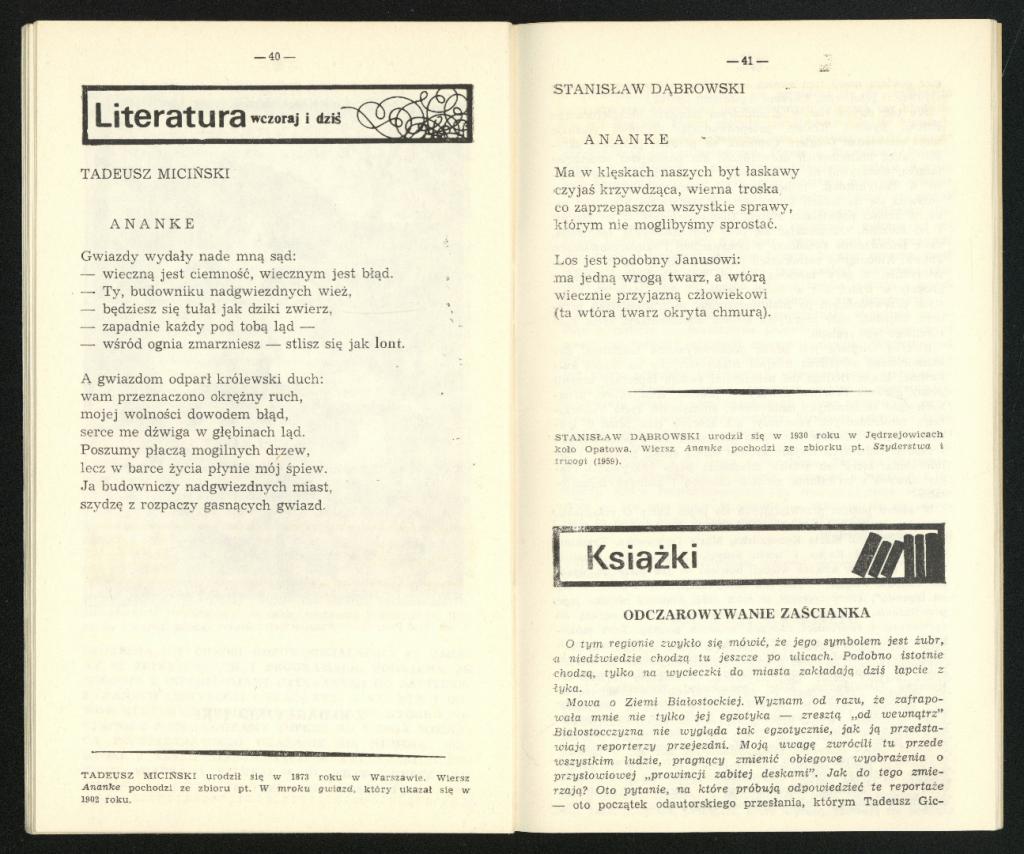 — 40 —
Literatura wczoraj i dziś
TADEUSZ MICIŃSKI
ANANKE
Gwiazdy wydały nade mną sąd:
— wieczną jest ciemność, wiecznym jest błąd.
— Ty, budowniku nadgwiezdnych wież,
— będziesz się tułał jak dziki zwierz,
— zapadnie każdy pod tobą ląd —
— wśród ognia zmarzniesz — stlisz się jak lont.
A gwiazdom odparł królewski duch:
wam przeznaczono okrężny ruch,
mojej wolności dowodem błąd,
serce me dźwiga w głębinach ląd.
Poszumy płaczą mogilnych drzew,
lecz w barce życia płynie mój śpiew.
Ja budowniczy nadgwiezdnych miast,
szydzę z rozpaczy gasnących gwiazd.
TADEUSZ MICIŃSKI urodził się w 1873 roku w Warszawie. Wiersz
Ananke pochodzi ze zbioru pt. W mroku gwiazd, który ukazał się w
1902 roku.
— 41 —
STANISŁAW DĄBROWSKI
ANANKE
Ma w klęskach naszych byt łaskawy
czyjaś krzywdząca, wierna troska
co zaprzepaszcza wszystkie sprawy,
którym nie moglibyśmy sprostać.
Los jest podobny Janusowi:
ma jedną wrogą twarz, a wtórą
wiecznie przyjazną człowiekowi
(ta wtóra twarz okryta chmurą).
STANISŁAW DĄBROWSKI urodził się w 1930 roku w Jędrzejowicach
koło Opatowa. Wiersz Ananke pochodzi ze zbiorku pt. Szyderstwa i
trwogi (1959).
Książki
ODCZAROWYWANIE ZAŚCIANKA
O tym regionie zwykło się mówić, że jego symbolem jest żubr,
a niedźwiedzie chodzą tu jeszcze po ulicach. Podobno istotnie
chodzą, tylko na wycieczki do miasta zakładają dziś łapcie z
łyka.
Mowa o Ziemi Białostockiej. Wyznam od razu, że zafrapo-
wała mnie nie tylko jej egzotyka — zresztą „od wewnątrz”
Białostocczyzna nie wygląda tak egzotycznie, jak ją przedsta-
wiają reporterzy przejezdni. Moją uwagę zwrócili tu przede
wszystkim ludzie, pragnący zmienić obiegowe wyobrażenia o
przysłowiowej „prowincji zabitej deskami”. Jak do tego zmie-
rzają? Oto pytanie, na które próbują odpowiedzieć te reportaże
— oto początek odautorskiego przesłania, którym Tadeusz Gic-